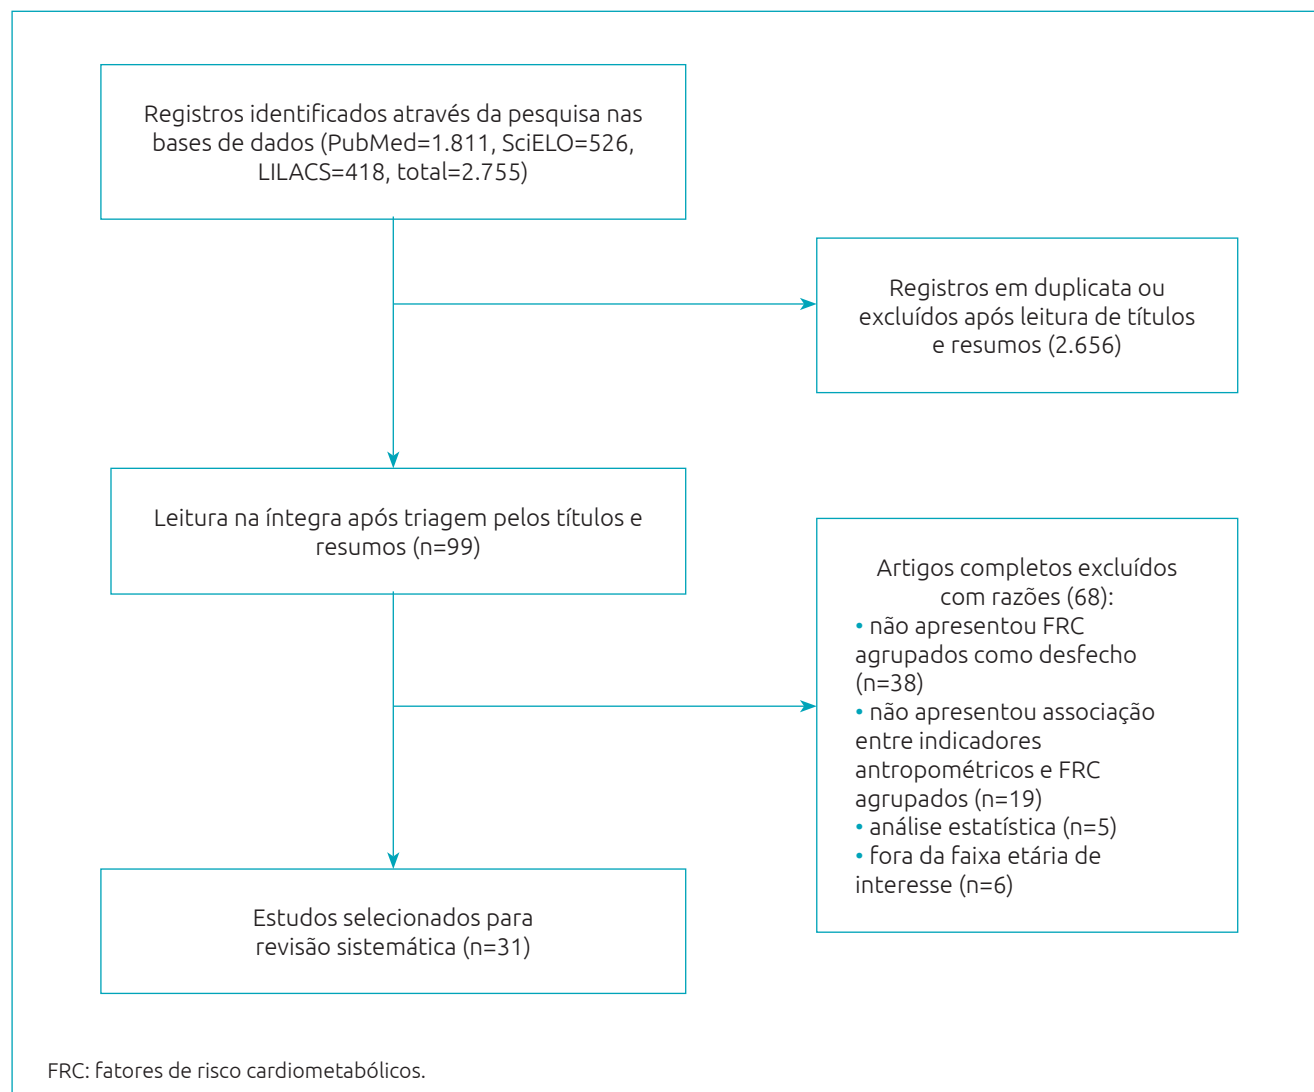 Registros identificados através da pesquisa nas
bases de dados (PubMed=1.811, SciELO=526,
LILACS=418, total=2.755)
Registros em duplicata ou
excluídos após leitura de títulos
e resumos (2.656)
Leitura na íntegra após triagem pelos títulos e
resumos (n=99)
Artigos completos excluídos
com razões (68):
• não apresentou FRC
agrupados como desfecho
(n=38)
• não apresentou associação
entre indicadores
antropométricos e FRC
agrupados (n=19)
• análise estatística (n=5)
• fora da faixa etária de
interesse (n=6)
Estudos selecionados para
revisão sistemática (n=31)
FRC: fatores de risco cardiometabólicos.